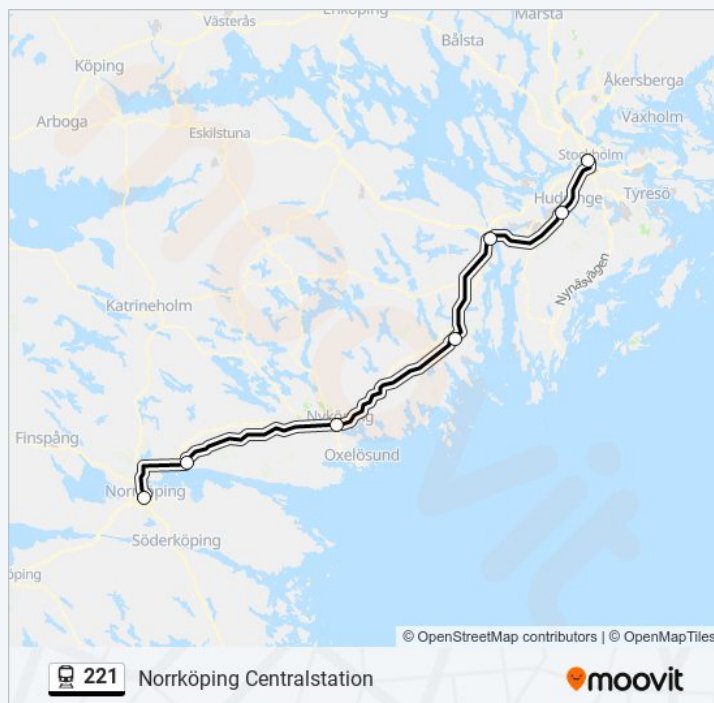 Enköping
Märsta
Västerås
Bålsta
Köping
Åkersberga
Arboga
Vaxholm
Eskilstuna
Stockholm
Huddinge
Tyresö
Nynäsvägen
Katrineholm
Nyköping
Finspång
Oxelösund
Norrköping
Söderköping
öping
© OpenStreetMap contributors | © OpenMapTiles
221 Norrköping Centralstation
moovit